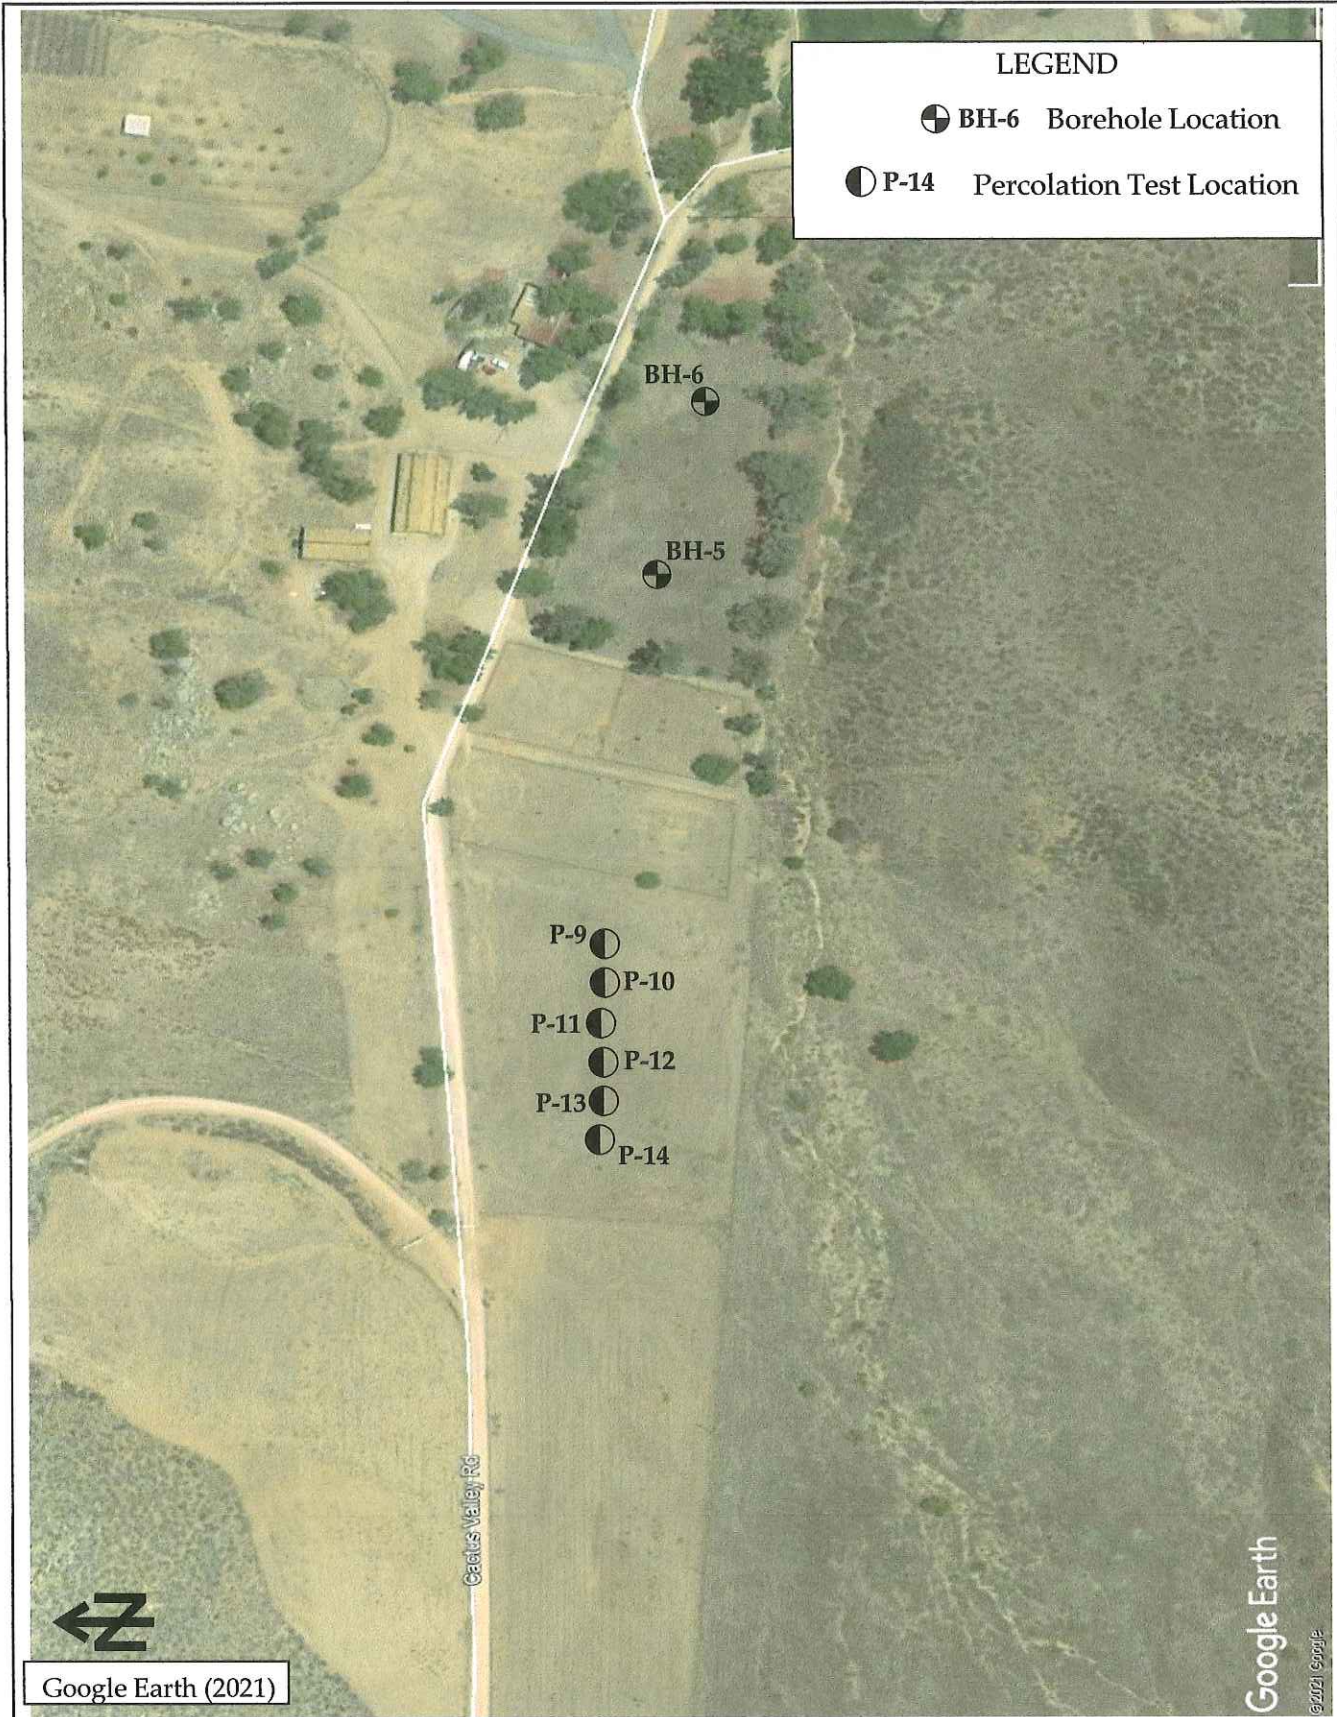 LEGEND
BH-6 Borehole Location
P-14 Percolation Test Location
BH-6
BH-5
P-9
P-10
P-11
P-12
P-13
P-14
Cactus Valley Rd
N
Google Earth (2021)
Google Earth
©2021 Google